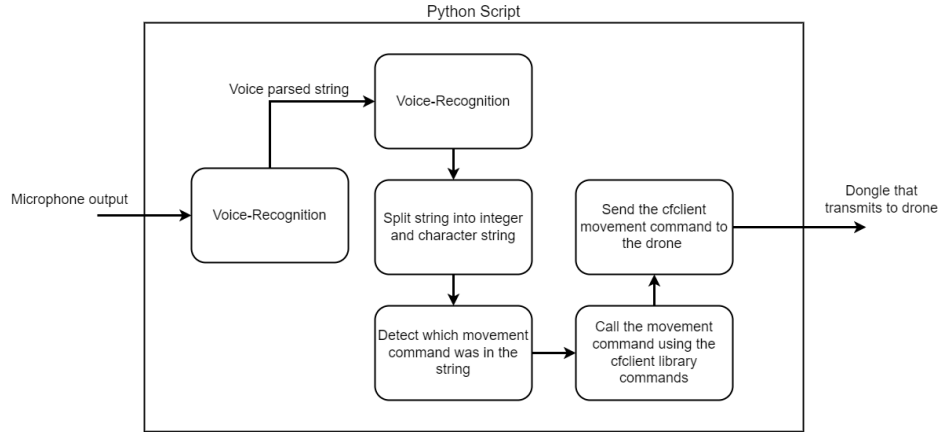 Python Script
Microphone output
Voice-Recognition
Voice parsed string
Voice-Recognition
Split string into integer
and character string
Detect which movement
command was in the
string
Call the movement
command using the
cfclient library
commands
Send the cfclient
movement command to
the drone
Dongle that
transmits to drone